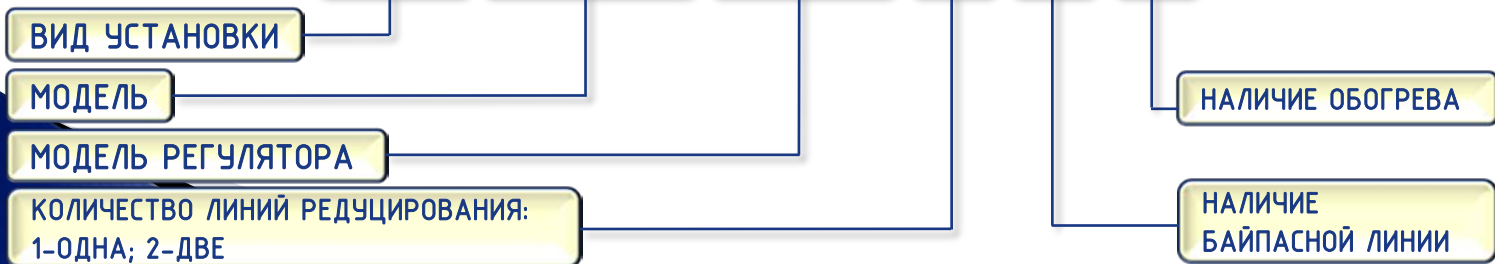 ВИД УСТАНОВКИ
МОДЕЛЬ
МОДЕЛЬ РЕГУЛЯТОРА
КОЛИЧЕСТВО ЛИНИЙ РЕДУЦИРОВАНИЯ:
1-ОДНА; 2-ДВЕ
НАЛИЧИЕ ОБОГРЕВА
НАЛИЧИЕ
БАЙПАСНОЙ ЛИНИИ